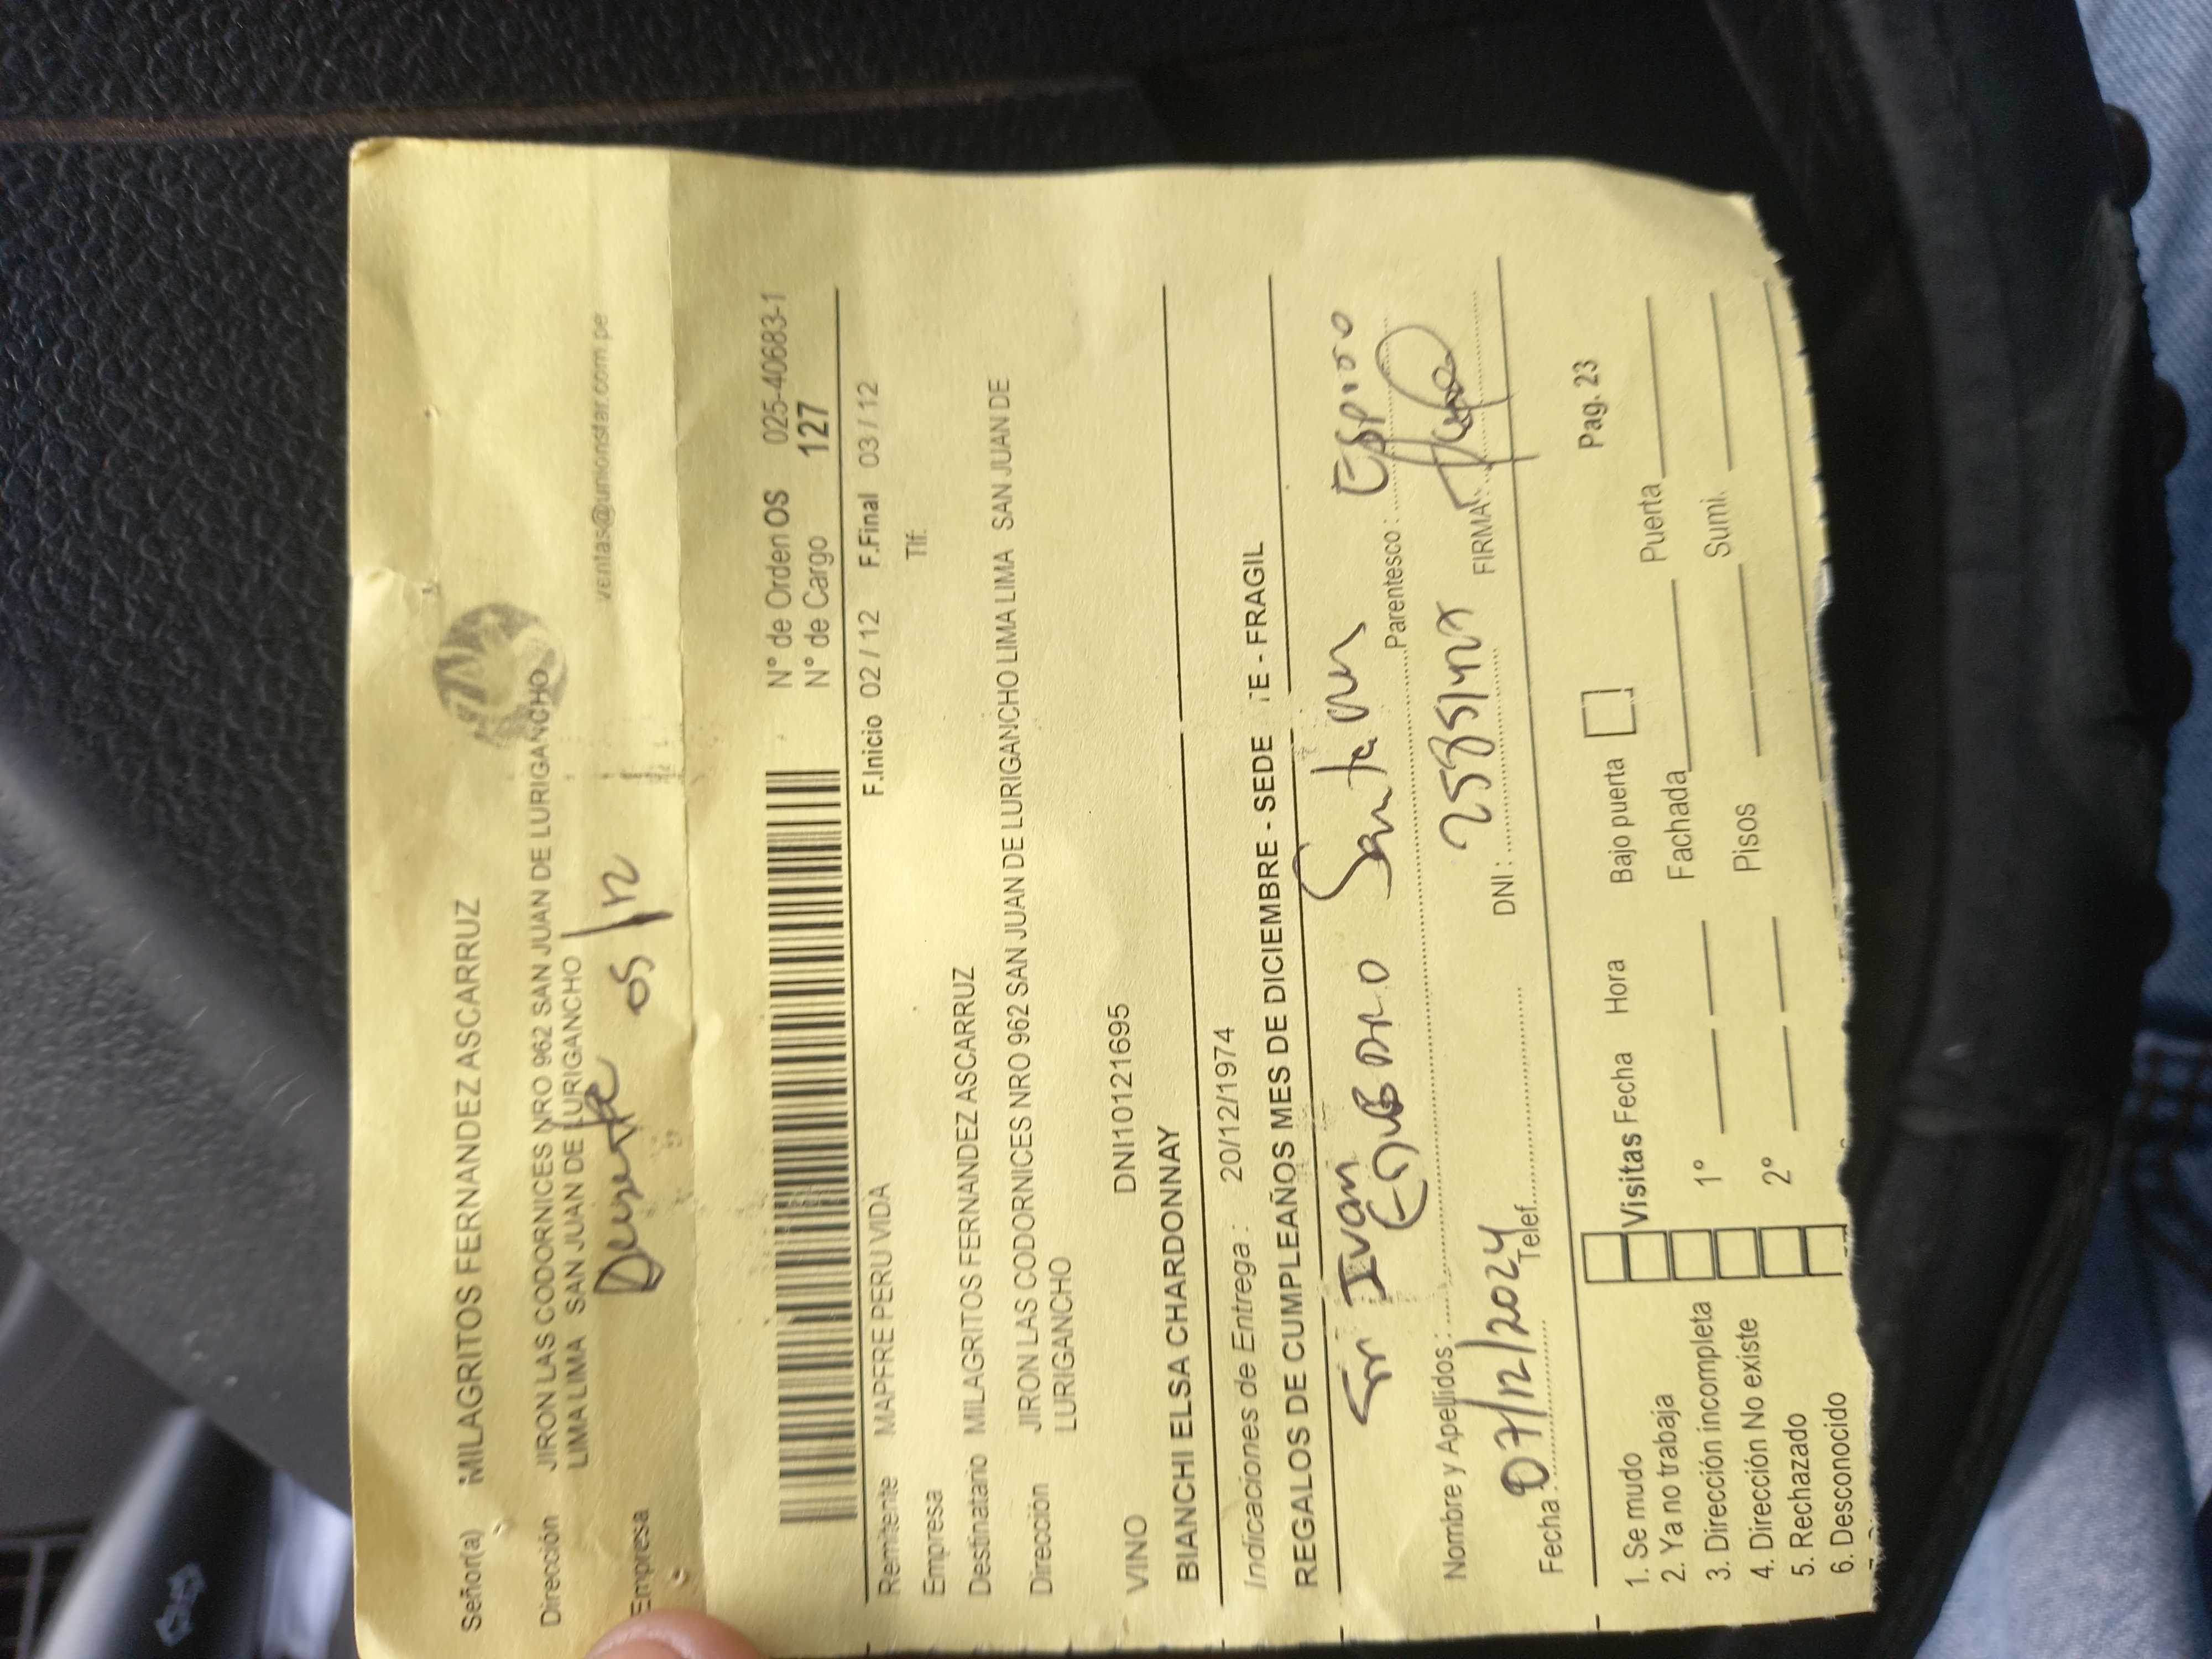 Señor(a) MILAGRITOS FERNANDEZ ASCARRUZ
Dirección JIRON LAS CODORNICES NRO 962 SAN JUAN DE LURIGANCHO
LIMA LIMA SAN JUAN DE LURIGANCHO
ventas@unionstar.com.pe
Empresa
N° de Orden OS 025-40683-1
N° de Cargo 127
F.Inicio 02 / 12 F.Final 03 / 12
Remitente MAPFRE PERU VIDA
Empresa Tlf:
Destinatario MILAGRITOS FERNANDEZ ASCARRUZ
Dirección JIRON LAS CODORNICES NRO 962 SAN JUAN DE LURIGANCHO LIMA LIMA SAN JUAN DE
LURIGANCHO
VINO DNI10121695
BIANCHI ELSA CHARDONNAY
Indicaciones de Entrega : 20/12/1974
REGALOS DE CUMPLEAÑOS MES DE DICIEMBRE - SEDE TE - FRAGIL
Ivan
Nombre y Apellidos : Parentesco :
07/12/2024
Fecha : Telef. DNI : FIRMA:
Pag. 23
1. Se mudo Visitas Fecha Hora Bajo puerta
2. Ya no trabaja Fachada Puerta
3. Dirección incompleta 1°
4. Dirección No existe Pisos Sumi.
5. Rechazado 2°
6. Desconocido